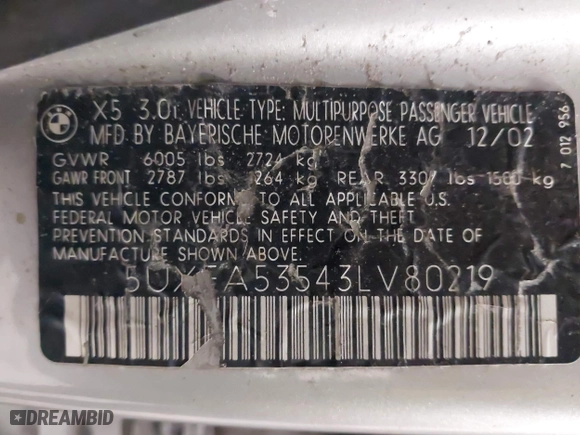 BMW
X5 3.0i VEHICLE TYPE: MULTIPURPOSE PASSENGER VEHICLE
MFD BY BAYERISCHE MOTORENWERKE AG 12/02
GVWR 6005 lbs 2724 kg
GAWR FRONT 2787 lbs 1264 kg REAR lbs kg
THIS VEHICLE CONFORMS TO ALL APPLICABLE U.S.
FEDERAL MOTOR VEHICLE SAFETY AND THEFT
PREVENTION STANDARDS IN EFFECT ON THE DATE OF
MANUFACTURE SHOWN ABOVE.
7 012 956
DREAMBID